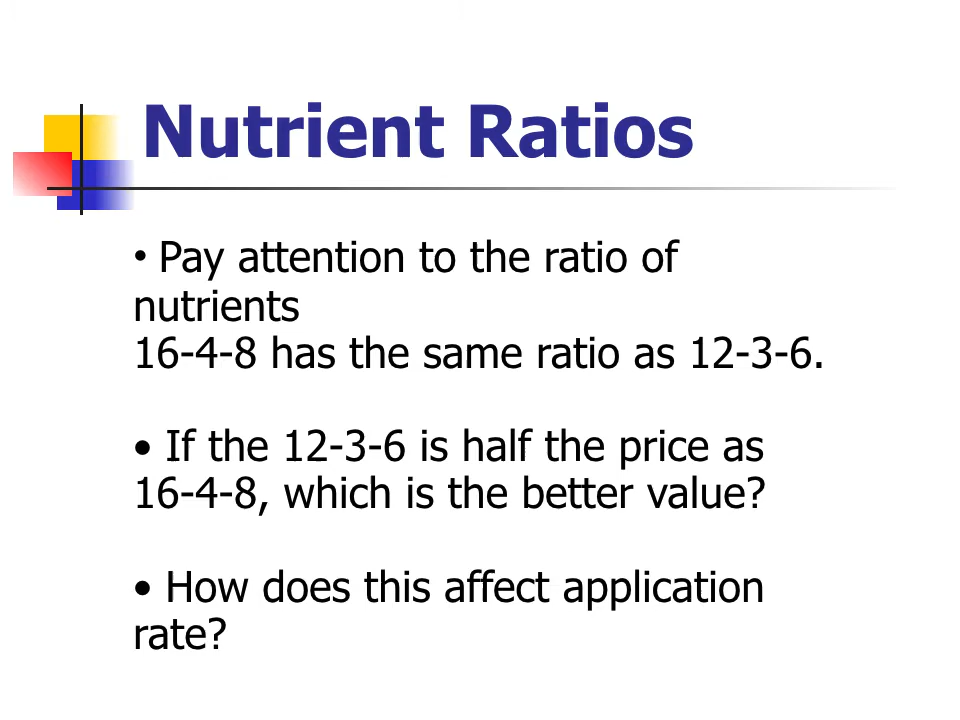 Nutrient Ratios
• Pay attention to the ratio of
nutrients
16-4-8 has the same ratio as 12-3-6.
• If the 12-3-6 is half the price as
16-4-8, which is the better value?
• How does this affect application
rate?